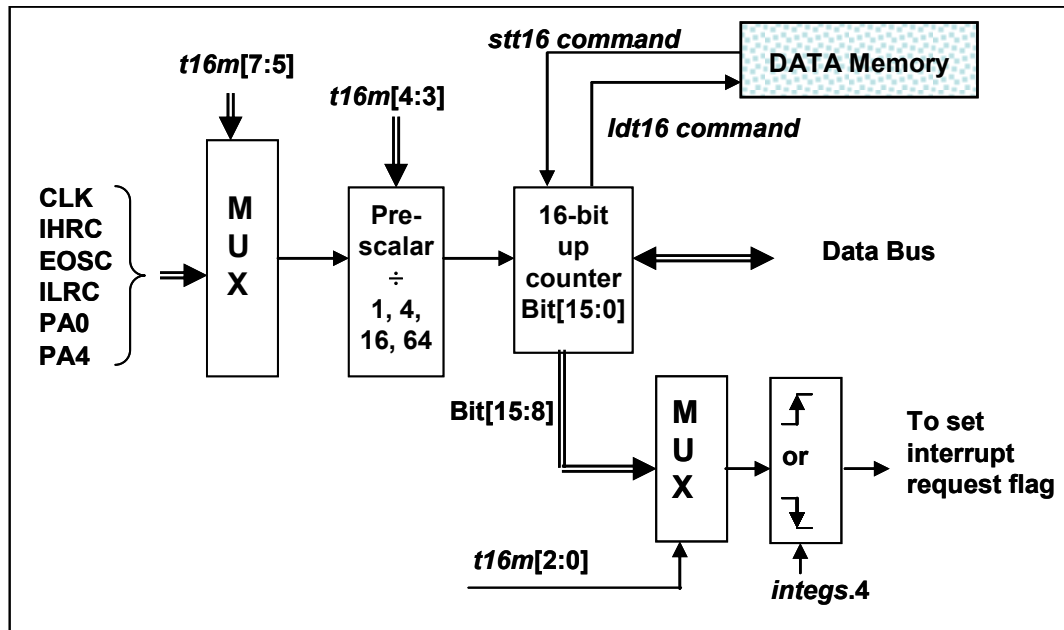 stt16 command
DATA Memory
t16m[7:5]
t16m[4:3]
ldt16 command
CLK
IHRC
EOSC
ILRC
PA0
PA4
M
U
X
Pre-
scalar
÷
1, 4,
16, 64
16-bit
up
counter
Bit[15:0]
Data Bus
Bit[15:8]
M
U
X
or
To set
interrupt
request flag
t16m[2:0]
integs.4